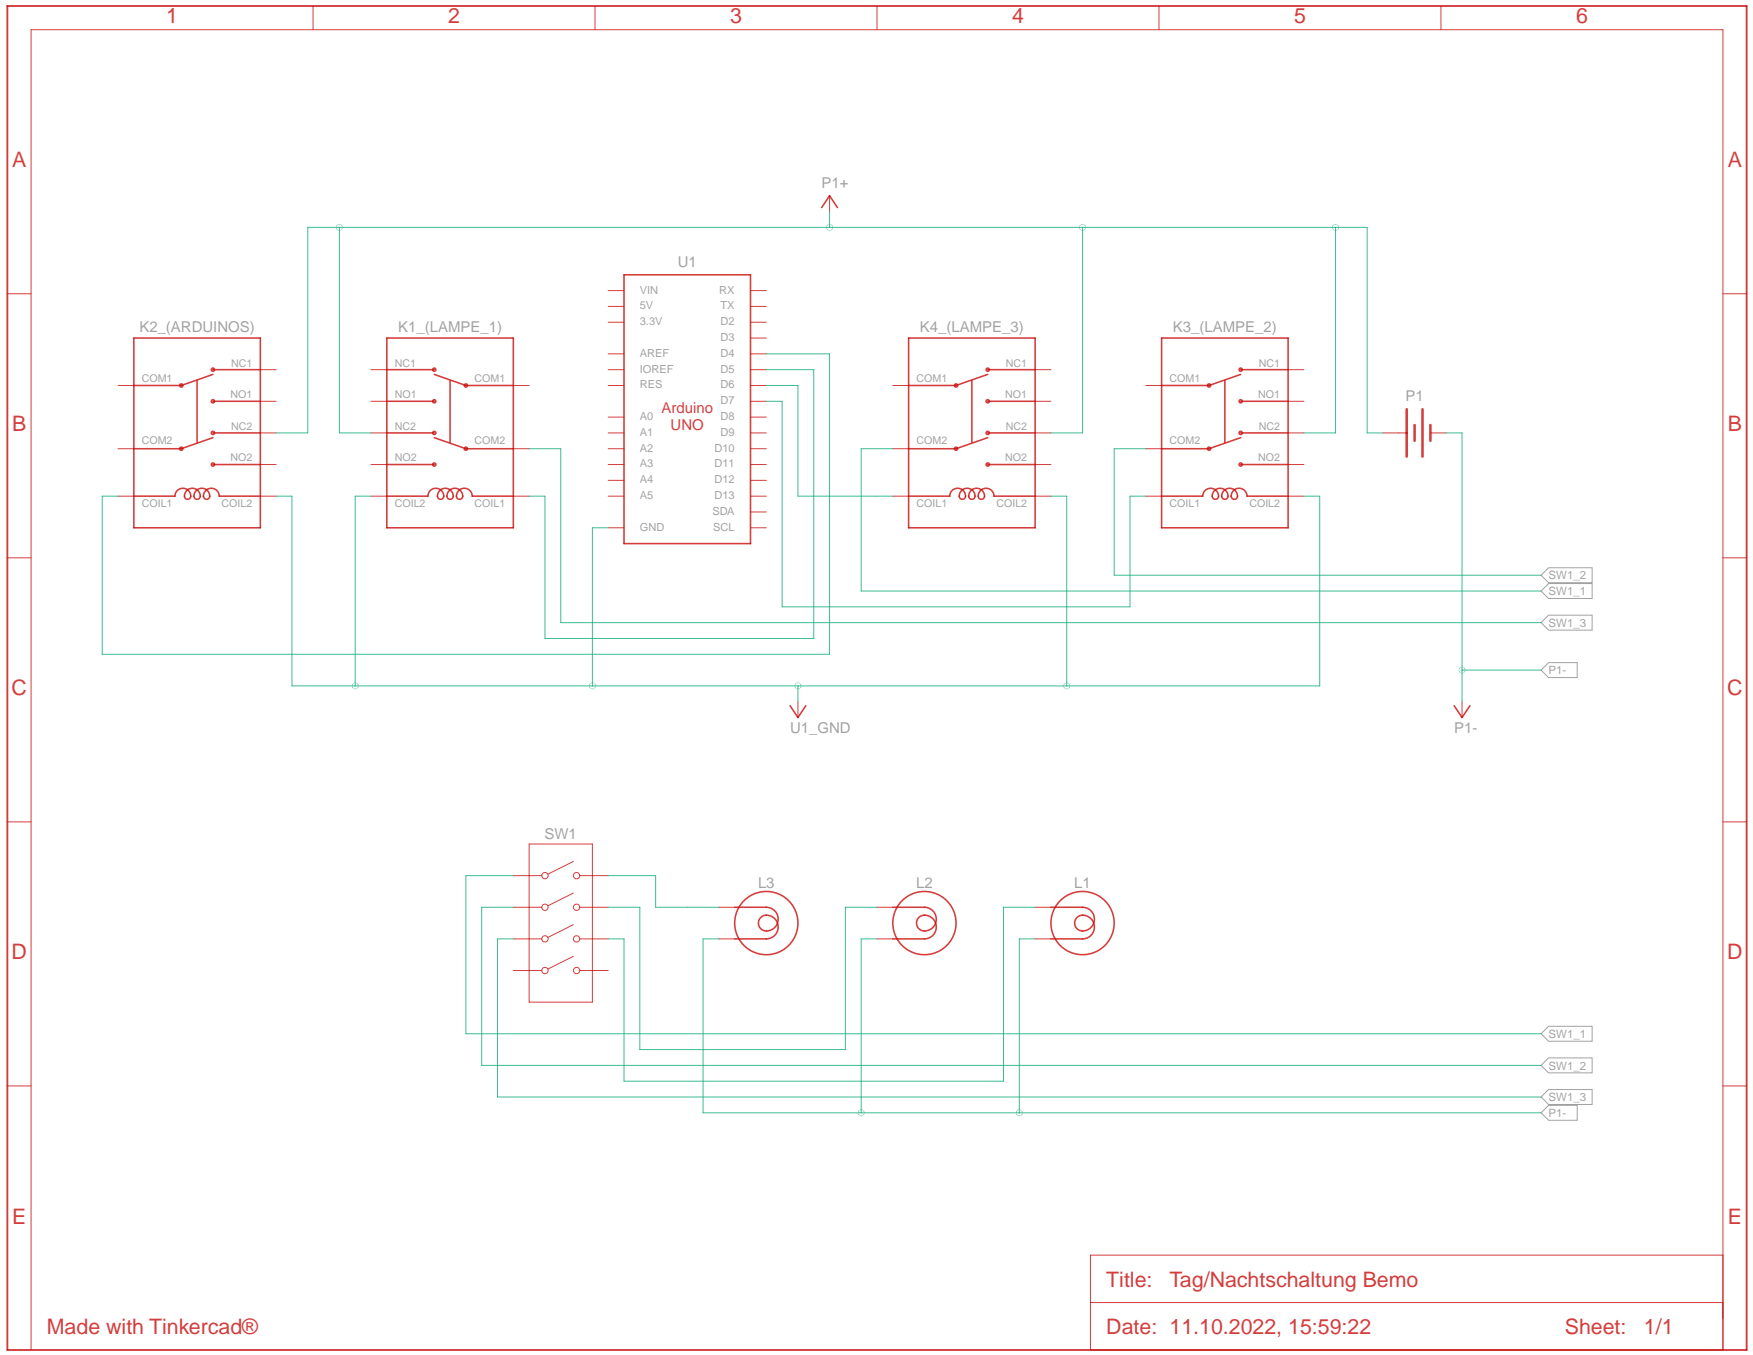 1 2 3 4 5 6
A A
P1+
U1
VIN RX
5V TX
3.3V D2
D3
AREF D4
IOREF D5
RES D6
D7
A0 D8
A1 D9
A2 D10
A3 D11
A4 D12
A5 D13
SDA
GND SCL
Arduino
UNO
K2_(ARDUINOS)
NC1
COM1
NO1
NC2
COM2
NO2
COIL1 COIL2
K1_(LAMPE_1)
NC1
COM1
NO1
NC2
COM2
NO2
COIL2 COIL1
K4_(LAMPE_3)
NC1
COM1
NO1
NC2
COM2
NO2
COIL1 COIL2
K3_(LAMPE_2)
NC1
COM1
NO1
NC2
COM2
NO2
COIL1 COIL2
P1
B B
SW1_2
SW1_1
SW1_3
P1-
C C
U1_GND
P1-
SW1
L3 L2 L1
D D
SW1_1
SW1_2
SW1_3
P1-
E E
Title: Tag/Nachtschaltung Bemo
Made with Tinkercad®
Date: 11.10.2022, 15:59:22 Sheet: 1/1